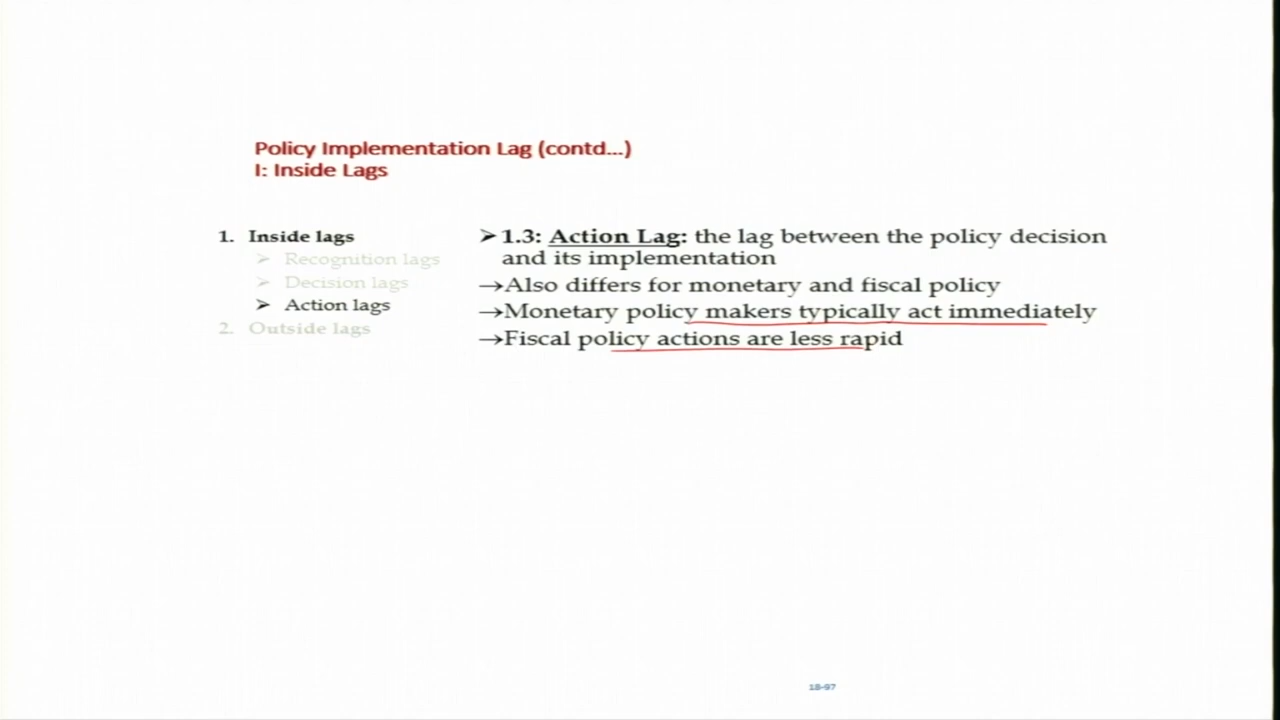 Policy Implementation Lag (contd...)
I: Inside Lags
1. Inside lags
➢ Recognition lags
➢ Decision lags
➢ Action lags
2. Outside lags
➢1.3: Action Lag: the lag between the policy decision
and its implementation
→Also differs for monetary and fiscal policy
→Monetary policy makers typically act immediately
→Fiscal policy actions are less rapid
18-97